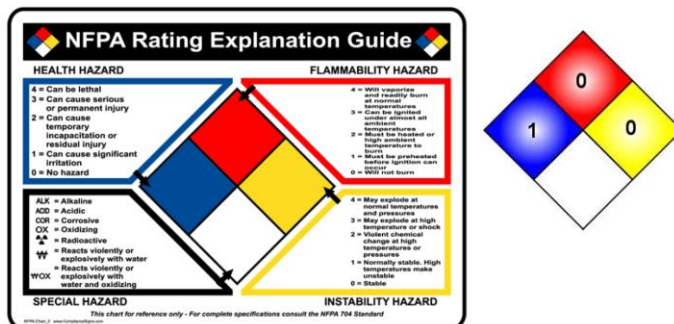 NFPA Rating Explanation Guide
HEALTH HAZARD
4 = Can be lethal
3 = Can cause serious
or permanent injury
2 = Can cause
temporary
incapacitation or
residual injury
1 = Can cause significant
irritation
0 = No hazard
FLAMMABILITY HAZARD
4 = Will vaporize
and readily burn
at normal
temperatures
3 = Can be ignited
under almost all
ambient
temperatures
2 = Must be heated
or high ambient
temperature to
burn
1 = Must be preheated
before ignition can
occur
0 = Will not burn
ALK = Alkaline
ACID = Acidic
COR = Corrosive
OX = Oxidizing
= Radioactive
W = Reacts violently or
explosively with water
WOX = Reacts violently or
explosively with
water and oxidizing
SPECIAL HAZARD
4 = May explode at
normal temperatures
and pressures
3 = May explode at high
temperature or shock
2 = Violent chemical
change at high
temperatures or
pressures
1 = Normally stable. High
temperatures make
unstable
0 = Stable
INSTABILITY HAZARD
This chart for reference only - For complete specifications consult the NFPA 704 Standard
NFPA-Chart_2 www.ComplianceSigns.com
0
1
0